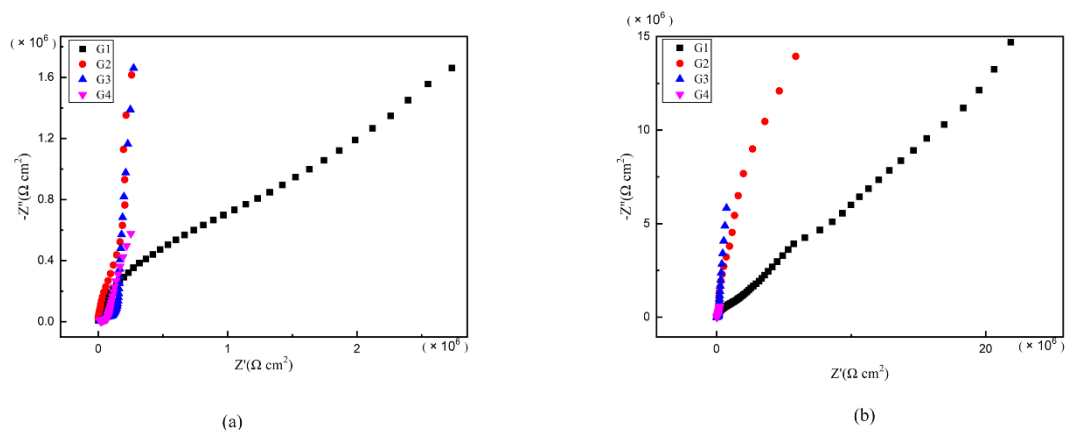 ( × 10⁶ )
1.6
1.2
0.8
0.4
0.0
-Z''(Ω cm²)
G1
G2
G3
G4
0
1
2
( × 10⁶ )
Z'(Ω cm²)
(a)
( × 10⁶ )
15
10
5
0
-Z''(Ω cm²)
G1
G2
G3
G4
0
20
( × 10⁶ )
Z'(Ω cm²)
(b)